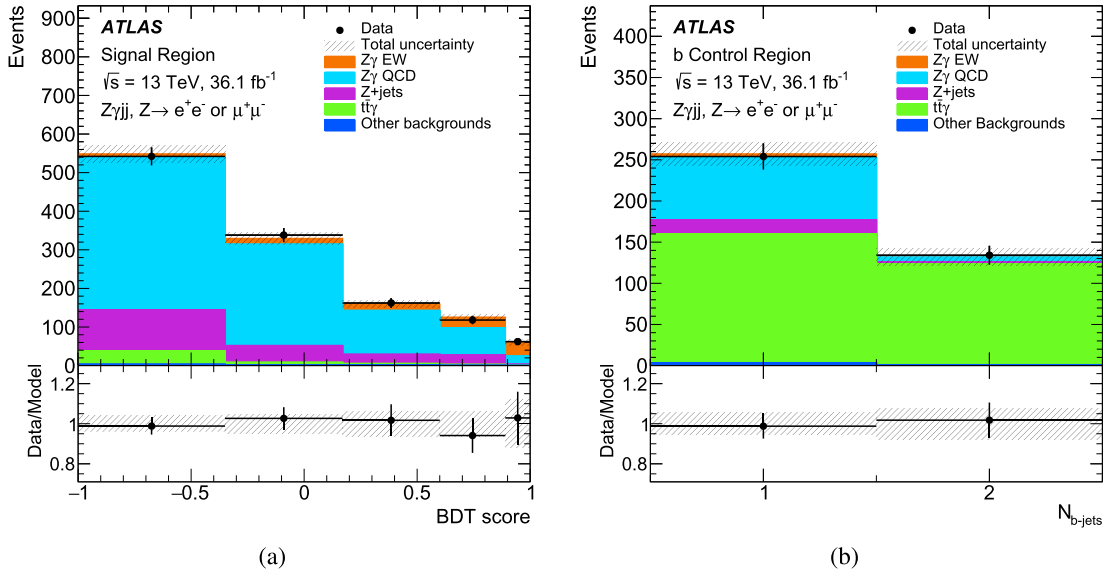 Events
900
800
700
600
500
400
300
200
100
0
ATLAS
Signal Region
√s = 13 TeV, 36.1 fb⁻¹
Zγjj, Z→ e⁺e⁻ or μ⁺μ⁻
Data
Total uncertainty
Zγ EW
Zγ QCD
Z+jets
tt̄γ
Other backgrounds
Data/Model
1.2
1
0.8
−1 −0.5 0 0.5 1
BDT score
(a)
Events
400
350
300
250
200
150
100
50
0
ATLAS
b Control Region
√s = 13 TeV, 36.1 fb⁻¹
Zγjj, Z→ e⁺e⁻ or μ⁺μ⁻
Data
Total uncertainty
Zγ EW
Zγ QCD
Z+jets
tt̄γ
Other Backgrounds
Data/Model
1.2
1
0.8
1 2
N_b-jets
(b)